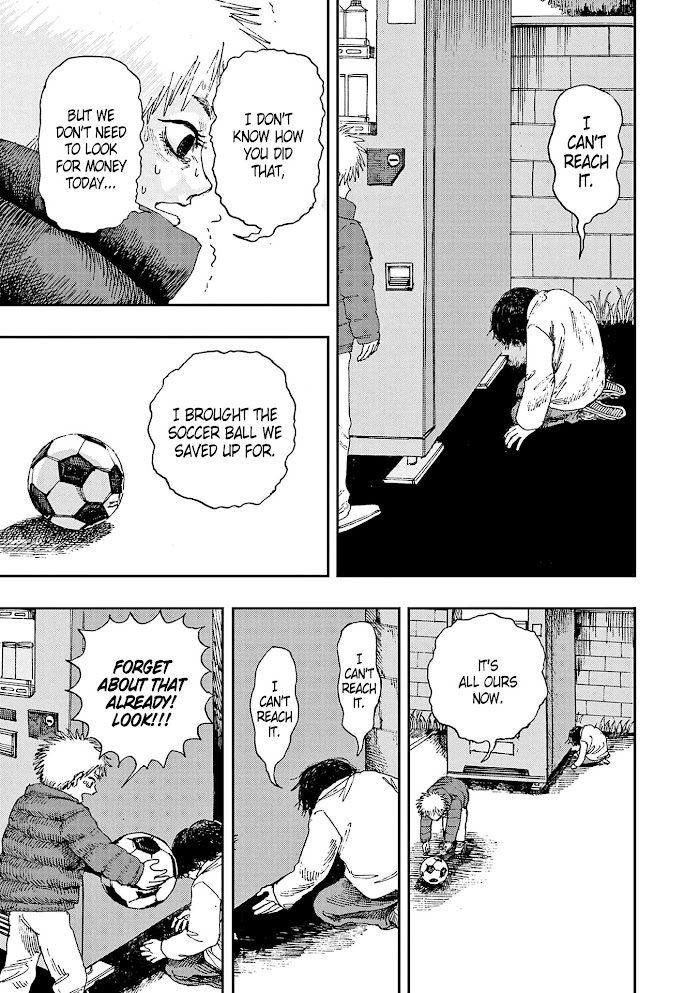 I
CAN'T
REACH
IT.
I DON'T
KNOW HOW
YOU DID
THAT,
BUT WE
DON'T NEED
TO LOOK
FOR MONEY
TODAY...
I BROUGHT THE
SOCCER BALL WE
SAVED UP FOR.
IT'S
ALL OURS
NOW.
I
CAN'T
REACH
IT.
I
CAN'T
REACH
IT.
FORGET
ABOUT THAT
ALREADY!
LOOK!!!